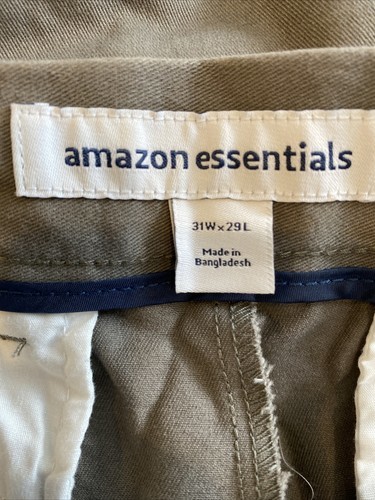 amazon essentials
31W x 29L
Made in
Bangladesh